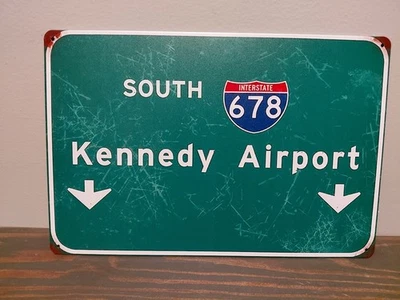 SOUTH
INTERSTATE
678
Kennedy Airport